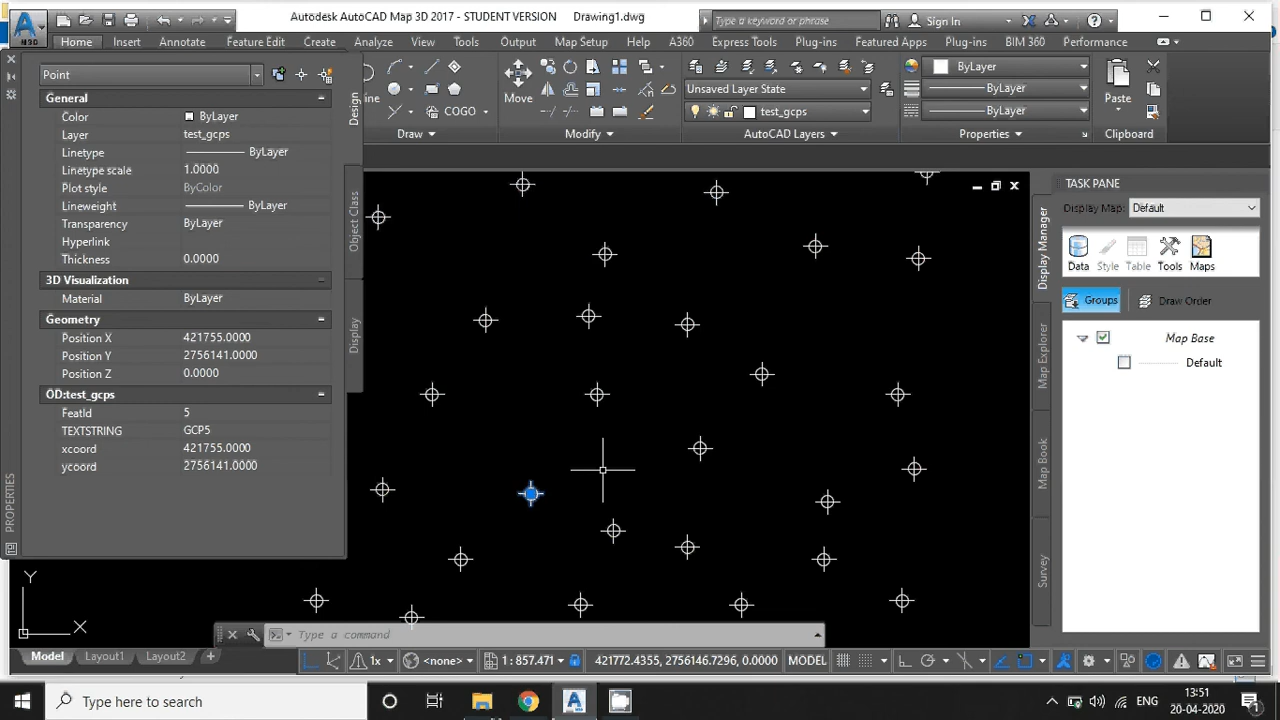 Autodesk AutoCAD Map 3D 2017 - STUDENT VERSION Drawing1.dwg
Type a keyword or phrase
Sign In
Home Insert Annotate Feature Edit Create Analyze View Tools Output Map Setup Help A360 Express Tools Plug-ins Featured Apps Plug-ins BIM 360 Performance
Point
General
Color ByLayer
Layer test_gcps
Linetype ByLayer
Linetype scale 1.0000
Plot style ByColor
Lineweight ByLayer
Transparency ByLayer
Hyperlink
Thickness 0.0000
3D Visualization
Material ByLayer
Geometry
Position X 421755.0000
Position Y 2756141.0000
Position Z 0.0000
OD:test_gcps
FeatId 5
TEXTSTRING GCP5
xcoord 421755.0000
ycoord 2756141.0000
PROPERTIES
Design
Object Class
Display
Move
COGO
Draw
Modify
Unsaved Layer State
test_gcps
AutoCAD Layers
ByLayer
ByLayer
ByLayer
Properties
Paste
Clipboard
TASK PANE
Display Map: Default
Data Style Table Tools Maps
Groups Draw Order
Map Base
Default
Display Manager
Map Explorer
Map Book
Survey
Y
X
Type a command
Model Layout1 Layout2 +
1x <none> 1 : 857.471 421772.4355, 2756146.7296, 0.0000 MODEL
Type here to search
ENG
13:51
20-04-2020
1